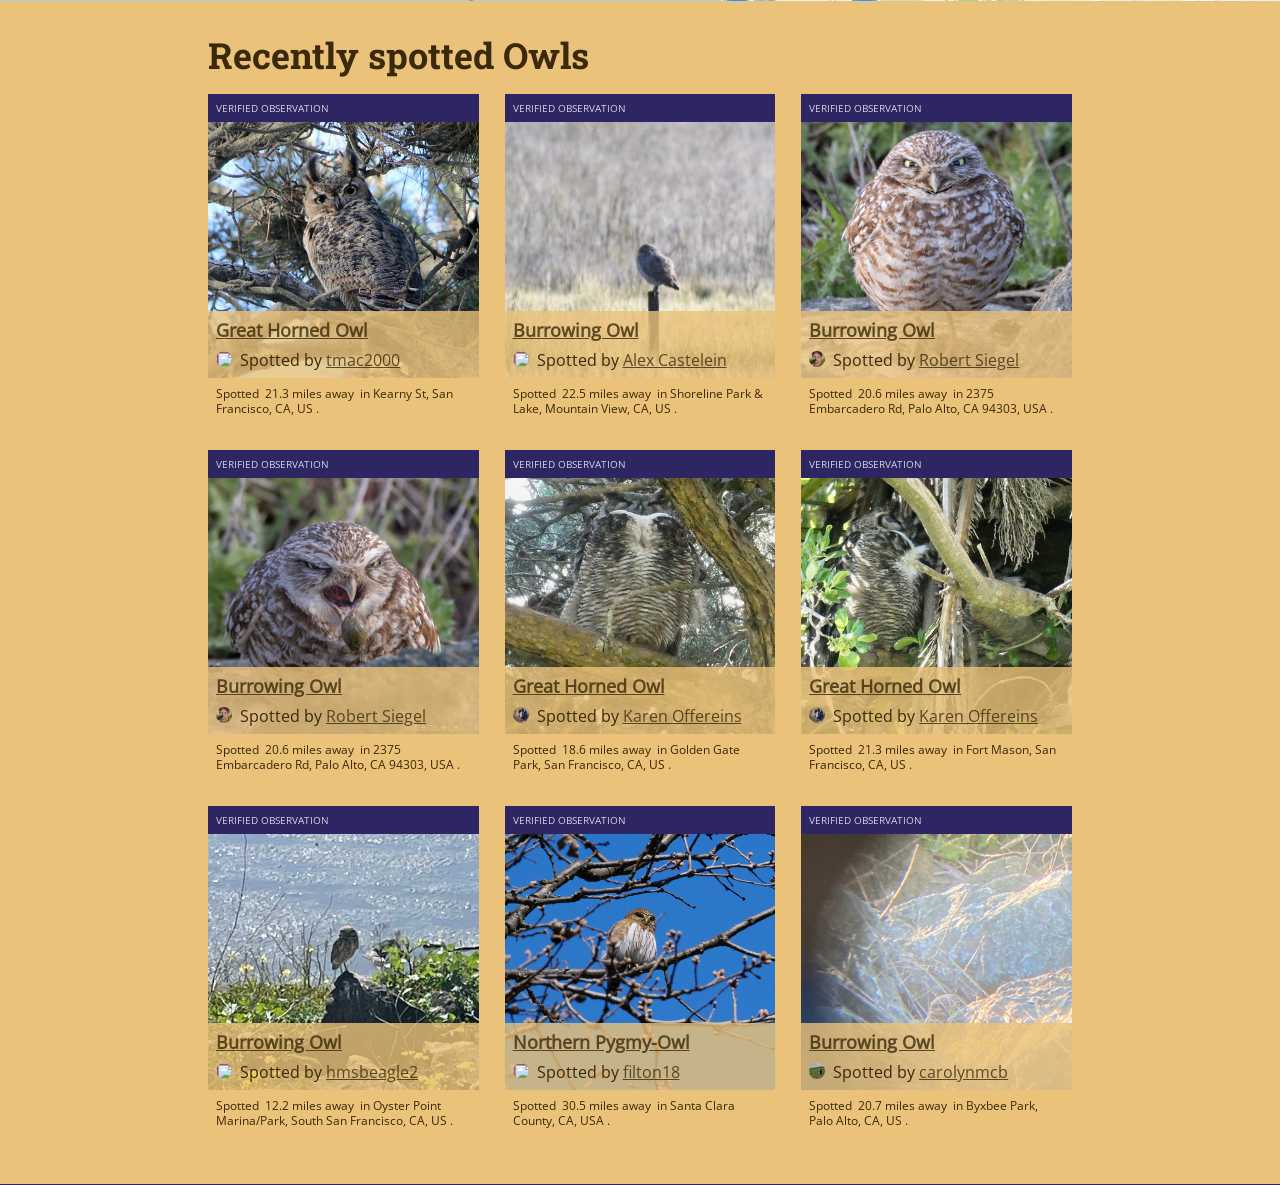 Recently spotted Owls
VERIFIED OBSERVATION
Great Horned Owl
Spotted by tmac2000
Spotted 21.3 miles away in Kearny St, San
Francisco, CA, US .
VERIFIED OBSERVATION
Burrowing Owl
Spotted by Alex Castelein
Spotted 22.5 miles away in Shoreline Park &
Lake, Mountain View, CA, US .
VERIFIED OBSERVATION
Burrowing Owl
Spotted by Robert Siegel
Spotted 20.6 miles away in 2375
Embarcadero Rd, Palo Alto, CA 94303, USA .
VERIFIED OBSERVATION
Burrowing Owl
Spotted by Robert Siegel
Spotted 20.6 miles away in 2375
Embarcadero Rd, Palo Alto, CA 94303, USA .
VERIFIED OBSERVATION
Great Horned Owl
Spotted by Karen Offereins
Spotted 18.6 miles away in Golden Gate
Park, San Francisco, CA, US .
VERIFIED OBSERVATION
Great Horned Owl
Spotted by Karen Offereins
Spotted 21.3 miles away in Fort Mason, San
Francisco, CA, US .
VERIFIED OBSERVATION
Burrowing Owl
Spotted by hmsbeagle2
Spotted 12.2 miles away in Oyster Point
Marina/Park, South San Francisco, CA, US .
VERIFIED OBSERVATION
Northern Pygmy-Owl
Spotted by filton18
Spotted 30.5 miles away in Santa Clara
County, CA, USA .
VERIFIED OBSERVATION
Burrowing Owl
Spotted by carolynmcb
Spotted 20.7 miles away in Byxbee Park,
Palo Alto, CA, US .